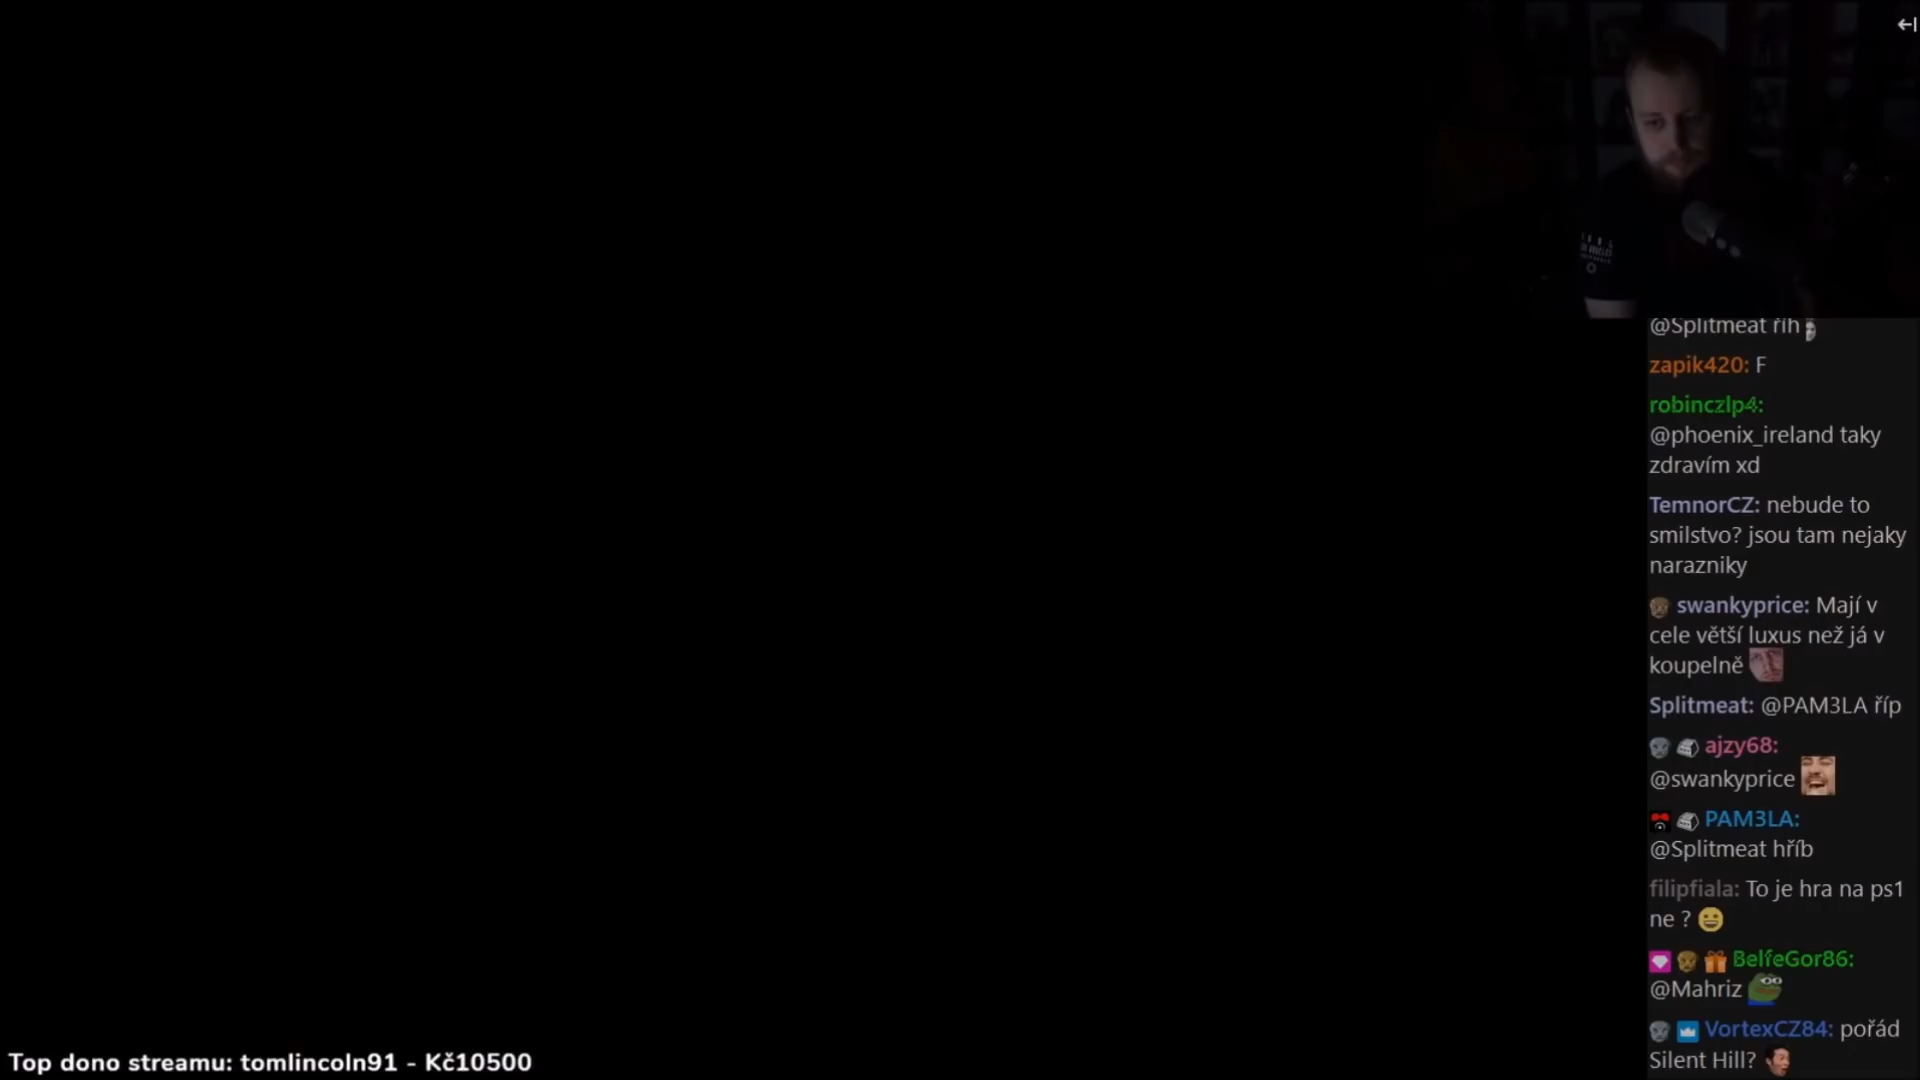 @Splitmeat říh
zapik420: F
robinczlp4:
@phoenix_ireland taky
zdravím xd
TemnorCZ: nebude to
smilstvo? jsou tam nejaky
narazniky
swankyprice: Mají v
cele větší luxus než já v
koupelně
Splitmeat: @PAM3LA říp
ajzy68:
@swankyprice
PAM3LA:
@Splitmeat hříb
filipfiala: To je hra na ps1
ne ?
BelfeGor86:
@Mahriz
VortexCZ84: pořád
Silent Hill?
Top dono streamu: tomlincoln91 - Kč10500